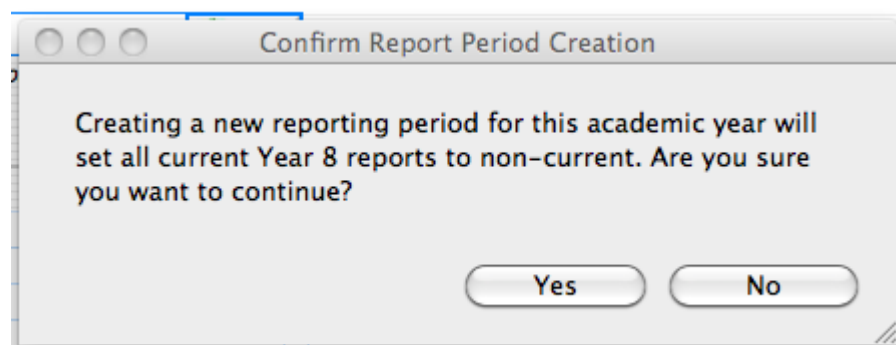 Confirm Report Period Creation
Creating a new reporting period for this academic year will
set all current Year 8 reports to non-current. Are you sure
you want to continue?
Yes No